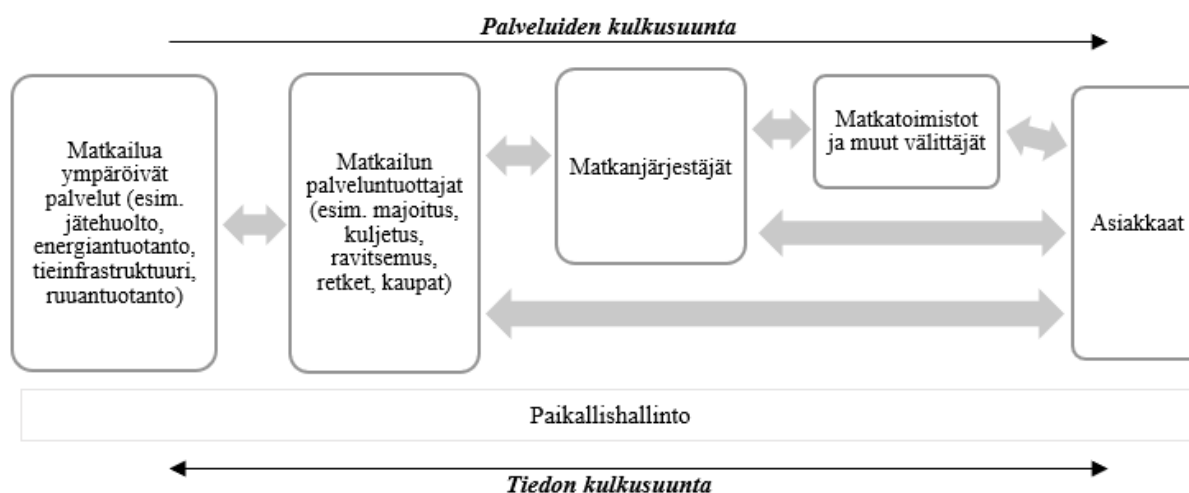 Palveluiden kulkusuunta
Matkailua
ympäröivät
palvelut (esim.
jätehuolto,
energiantuotanto,
tieinfrastruktuuri,
ruuantuotanto)
Matkailun
palveluntuottajat
(esim. majoitus,
kuljetus,
ravitsemus,
retket, kaupat)
Matkanjärjestäjät
Matkatoimistot
ja muut välittäjät
Asiakkaat
Paikallishallinto
Tiedon kulkusuunta